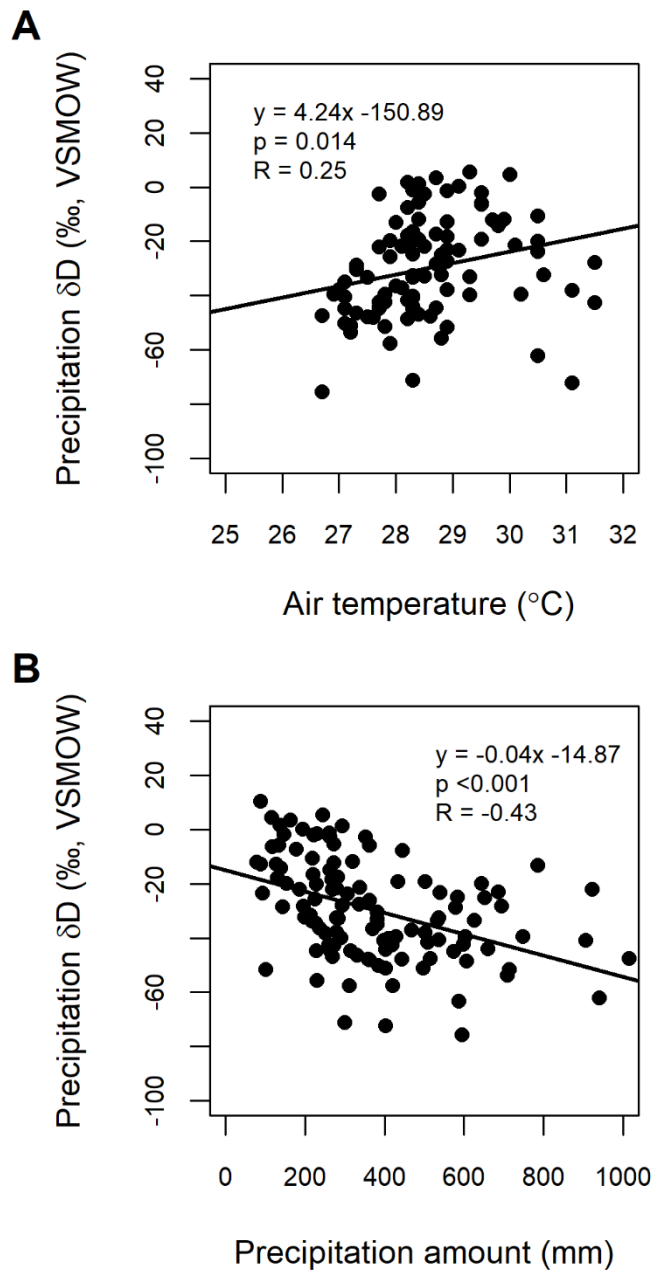 A
Precipitation δD (‰, VSMOW)
40
20
0
-20
-60
-100
y = 4.24x -150.89
p = 0.014
R = 0.25
25 26 27 28 29 30 31 32
Air temperature (°C)
B
Precipitation δD (‰, VSMOW)
40
20
0
-20
-60
-100
y = -0.04x -14.87
p <0.001
R = -0.43
0 200 400 600 800 1000
Precipitation amount (mm)